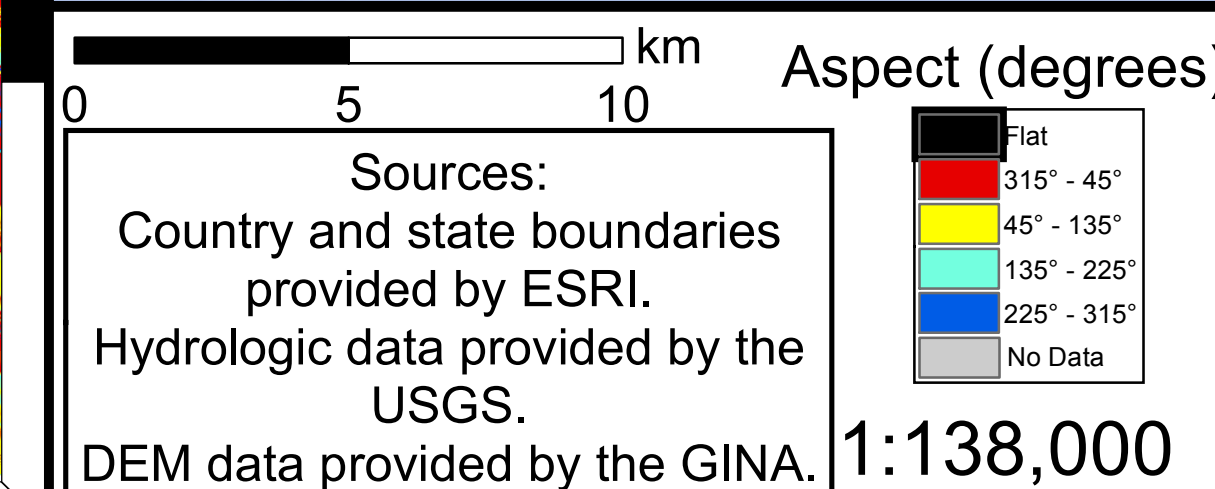 km
0 5 10
Sources:
Country and state boundaries
provided by ESRI.
Hydrologic data provided by the
USGS.
DEM data provided by the GINA.
Aspect (degrees)
Flat
315° - 45°
45° - 135°
135° - 225°
225° - 315°
No Data
1:138,000